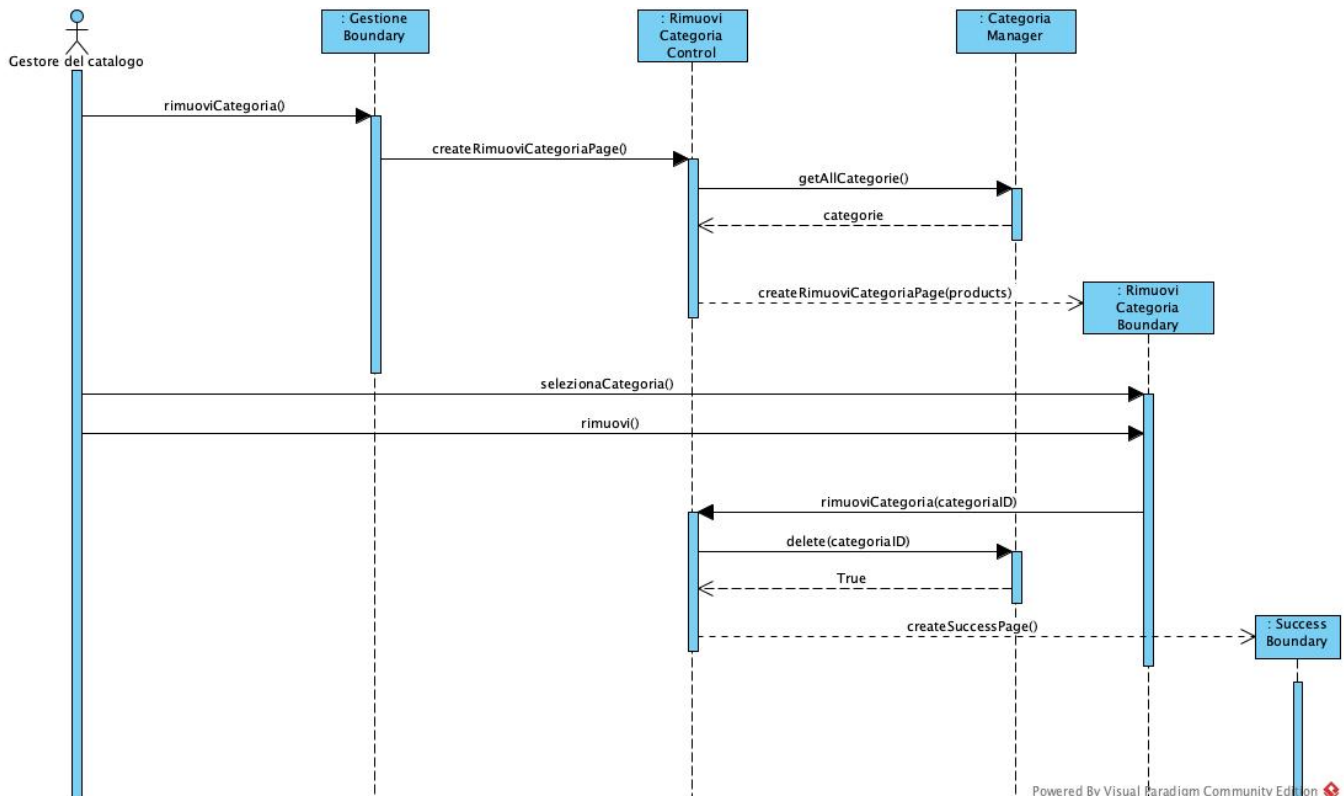 : Gestione
Boundary
: Rimuovi
Categoria
Control
: Categoria
Manager
Gestore del catalogo
rimuoviCategoria()
createRimuoviCategoriaPage()
getAllCategorie()
categorie
createRimuoviCategoriaPage(products)
: Rimuovi
Categoria
Boundary
selezionaCategoria()
rimuovi()
rimuoviCategoria(categoriaID)
delete(categoriaID)
True
createSuccessPage()
: Success
Boundary
Powered By Visual Paradigm Community Edition